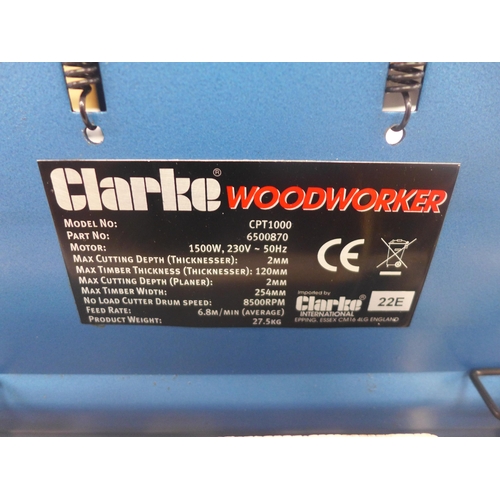 Clarke® WOODWORKER
MODEL NO: CPT1000
PART NO: 6500870
MOTOR: 1500W, 230V ~ 50Hz
MAX CUTTING DEPTH (THICKNESSER): 2MM
MAX TIMBER THICKNESS (THICKNESSER): 120MM
MAX CUTTING DEPTH (PLANER): 2MM
MAX TIMBER WIDTH: 254MM
NO LOAD CUTTER DRUM SPEED: 8500RPM
FEED RATE: 6.8M/MIN (AVERAGE)
PRODUCT WEIGHT: 27.5KG
CE
imported by
Clarke®
INTERNATIONAL
EPPING, ESSEX CM16 4LG ENGLAND
22E